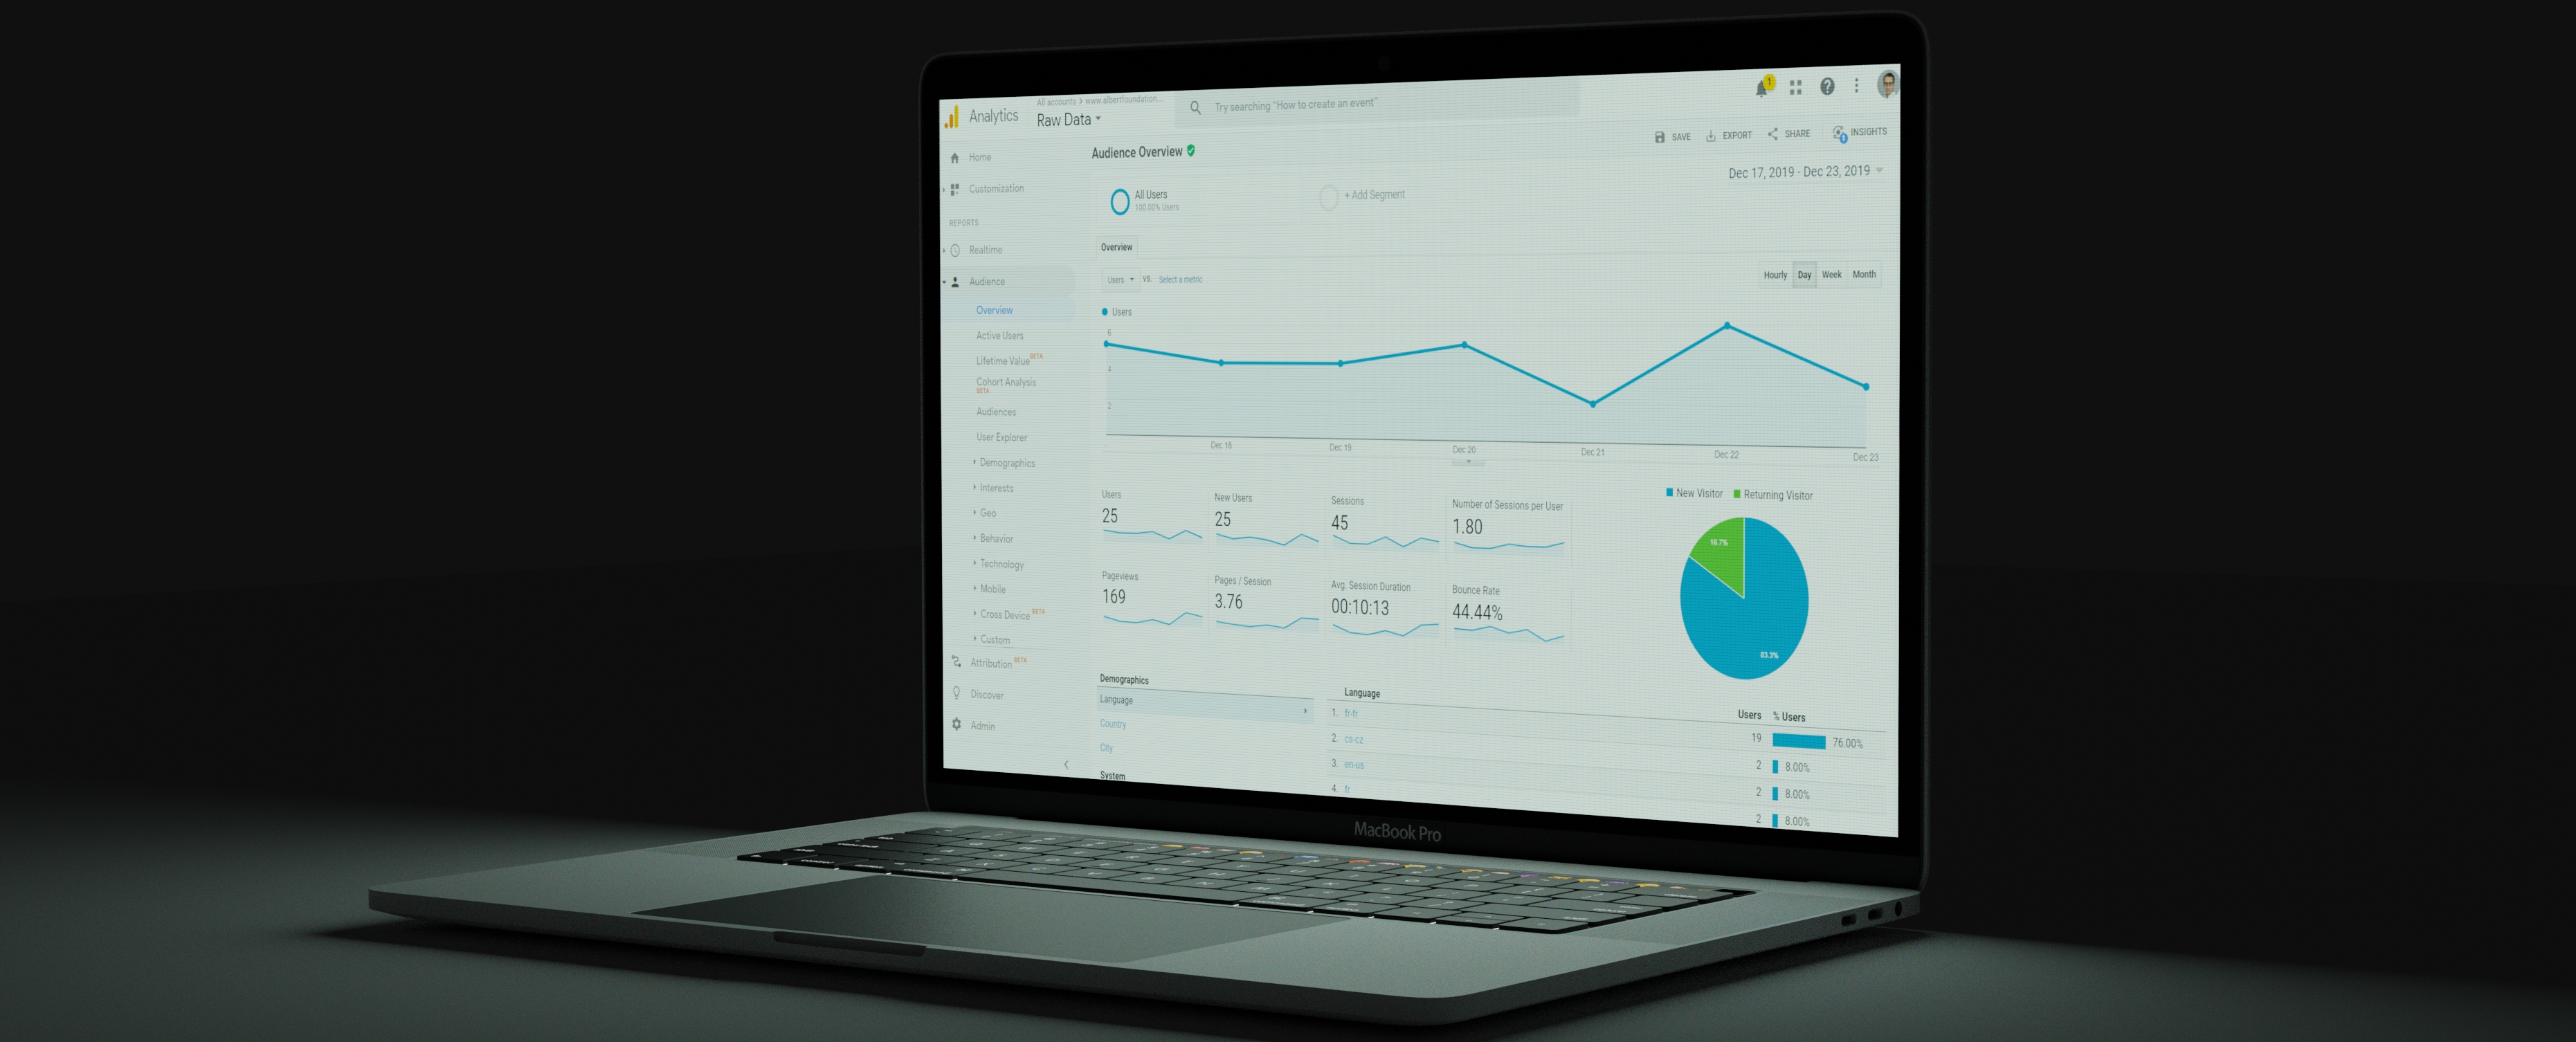 All accounts > www.albertfoundation...
Analytics
Raw Data
Try searching "How to create an event"
1
Home
Customization
REPORTS
Realtime
Audience
Overview
Active Users
Lifetime Value BETA
Cohort Analysis
BETA
Audiences
User Explorer
Demographics
Interests
Geo
Behavior
Technology
Mobile
Cross Device BETA
Custom
Attribution BETA
Discover
Admin
Audience Overview
SAVE
EXPORT
SHARE
INSIGHTS
Dec 17, 2019 - Dec 23, 2019
All Users
100.00% Users
+ Add Segment
Overview
Users VS. Select a metric
Hourly Day Week Month
Users
6
4
2
Dec 18 Dec 19 Dec 20 Dec 21 Dec 22 Dec 23
Users
25
New Users
25
Sessions
45
Number of Sessions per User
1.80
Pageviews
169
Pages / Session
3.76
Avg. Session Duration
00:10:13
Bounce Rate
44.44%
New Visitor Returning Visitor
16.7%
83.3%
Demographics
Language
Country
City
System
Language Users % Users
1. fr-fr 19 76.00%
2. cs-cz 2 8.00%
3. en-us 2 8.00%
4. fr 2 8.00%
MacBook Pro